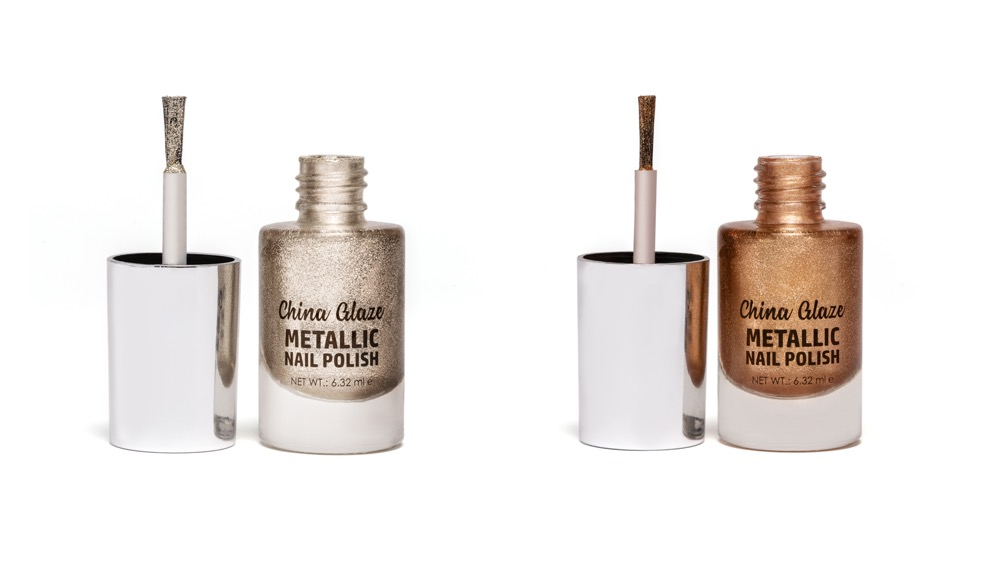 China Glaze
METALLIC
NAIL POLISH
NET WT.: 6.32 ml e
China Glaze
METALLIC
NAIL POLISH
NET WT.: 6.32 ml e